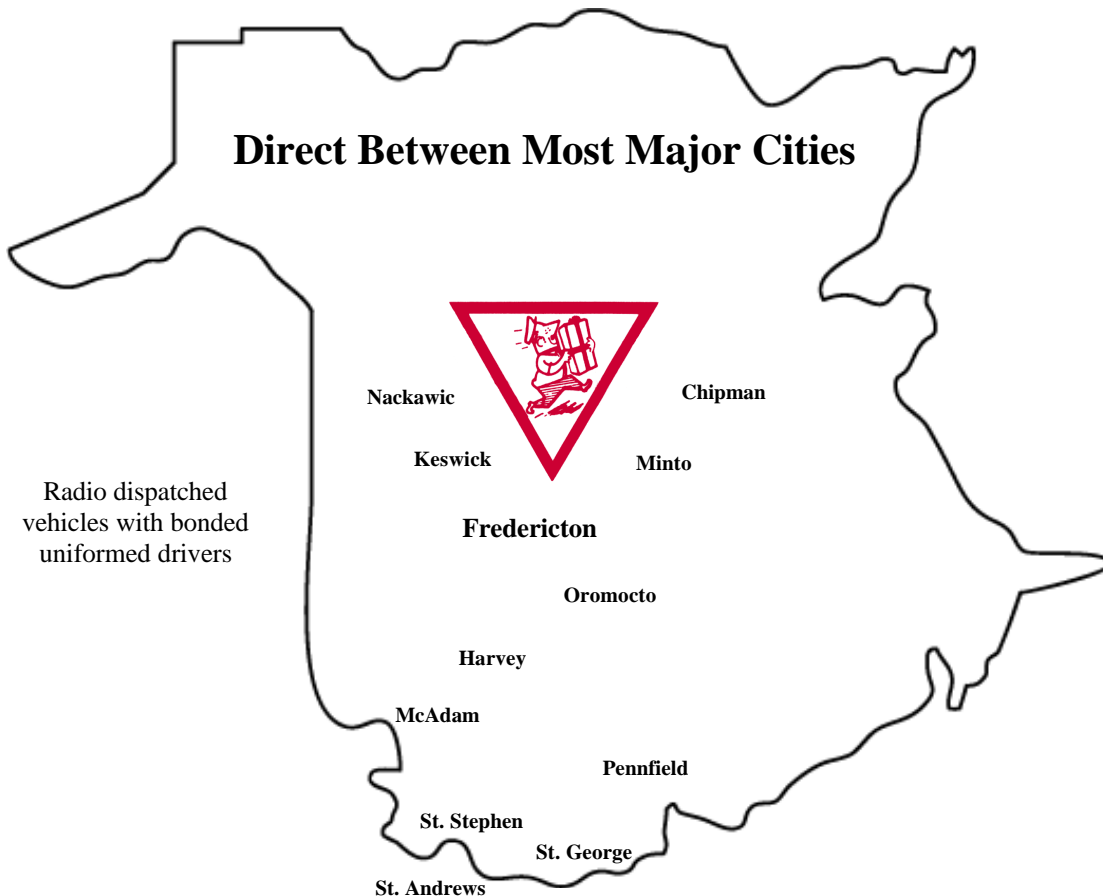 Direct Between Most Major Cities
Nackawic
Chipman
Keswick
Minto
Radio dispatched
vehicles with bonded
uniformed drivers
Fredericton
Oromocto
Harvey
McAdam
Pennfield
St. Stephen
St. George
St. Andrews